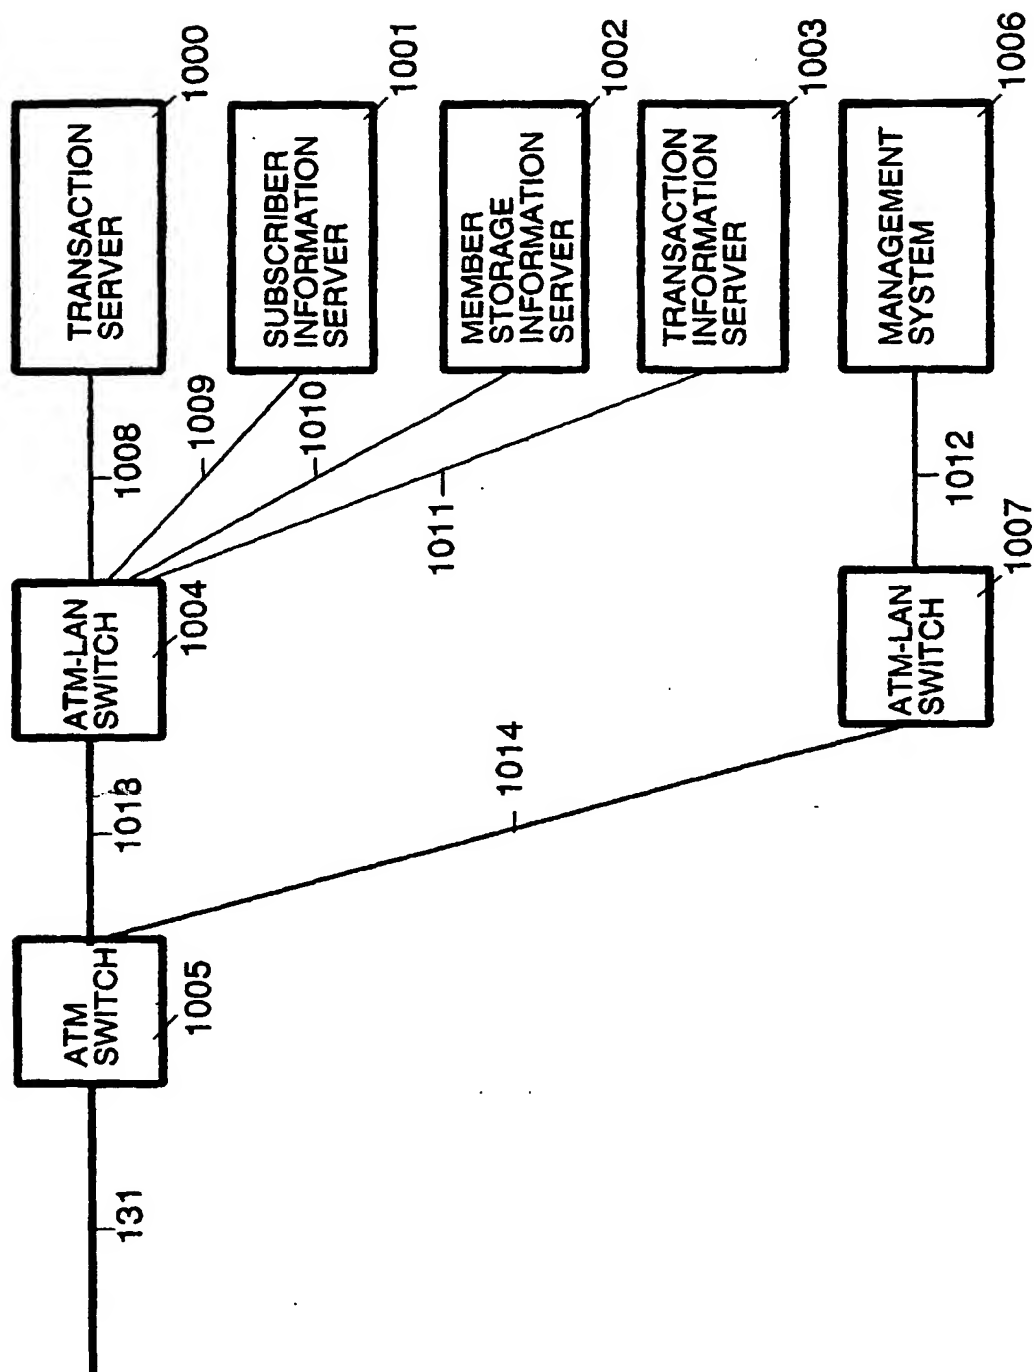 TRANSACTION
SERVER
1000
SUBSCRIBER
INFORMATION
SERVER
1001
MEMBER
STORAGE
INFORMATION
SERVER
1002
TRANSACTION
INFORMATION
SERVER
1003
MANAGEMENT
SYSTEM
1006
1008
1009
1010
1011
1012
ATM-LAN
SWITCH
1004
ATM-LAN
SWITCH
1007
1013
1014
ATM
SWITCH
1005
131